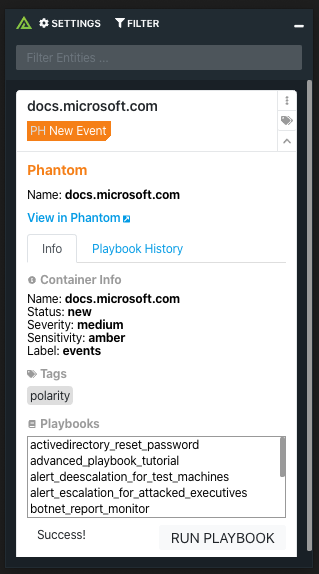 SETTINGS FILTER
Filter Entities ...
docs.microsoft.com
PH New Event
Phantom
Name: docs.microsoft.com
View in Phantom
Info Playbook History
Container Info
Name: docs.microsoft.com
Status: new
Severity: medium
Sensitivity: amber
Label: events
Tags
polarity
Playbooks
activedirectory_reset_password
advanced_playbook_tutorial
alert_deescalation_for_test_machines
alert_escalation_for_attacked_executives
botnet_report_monitor
Success! RUN PLAYBOOK